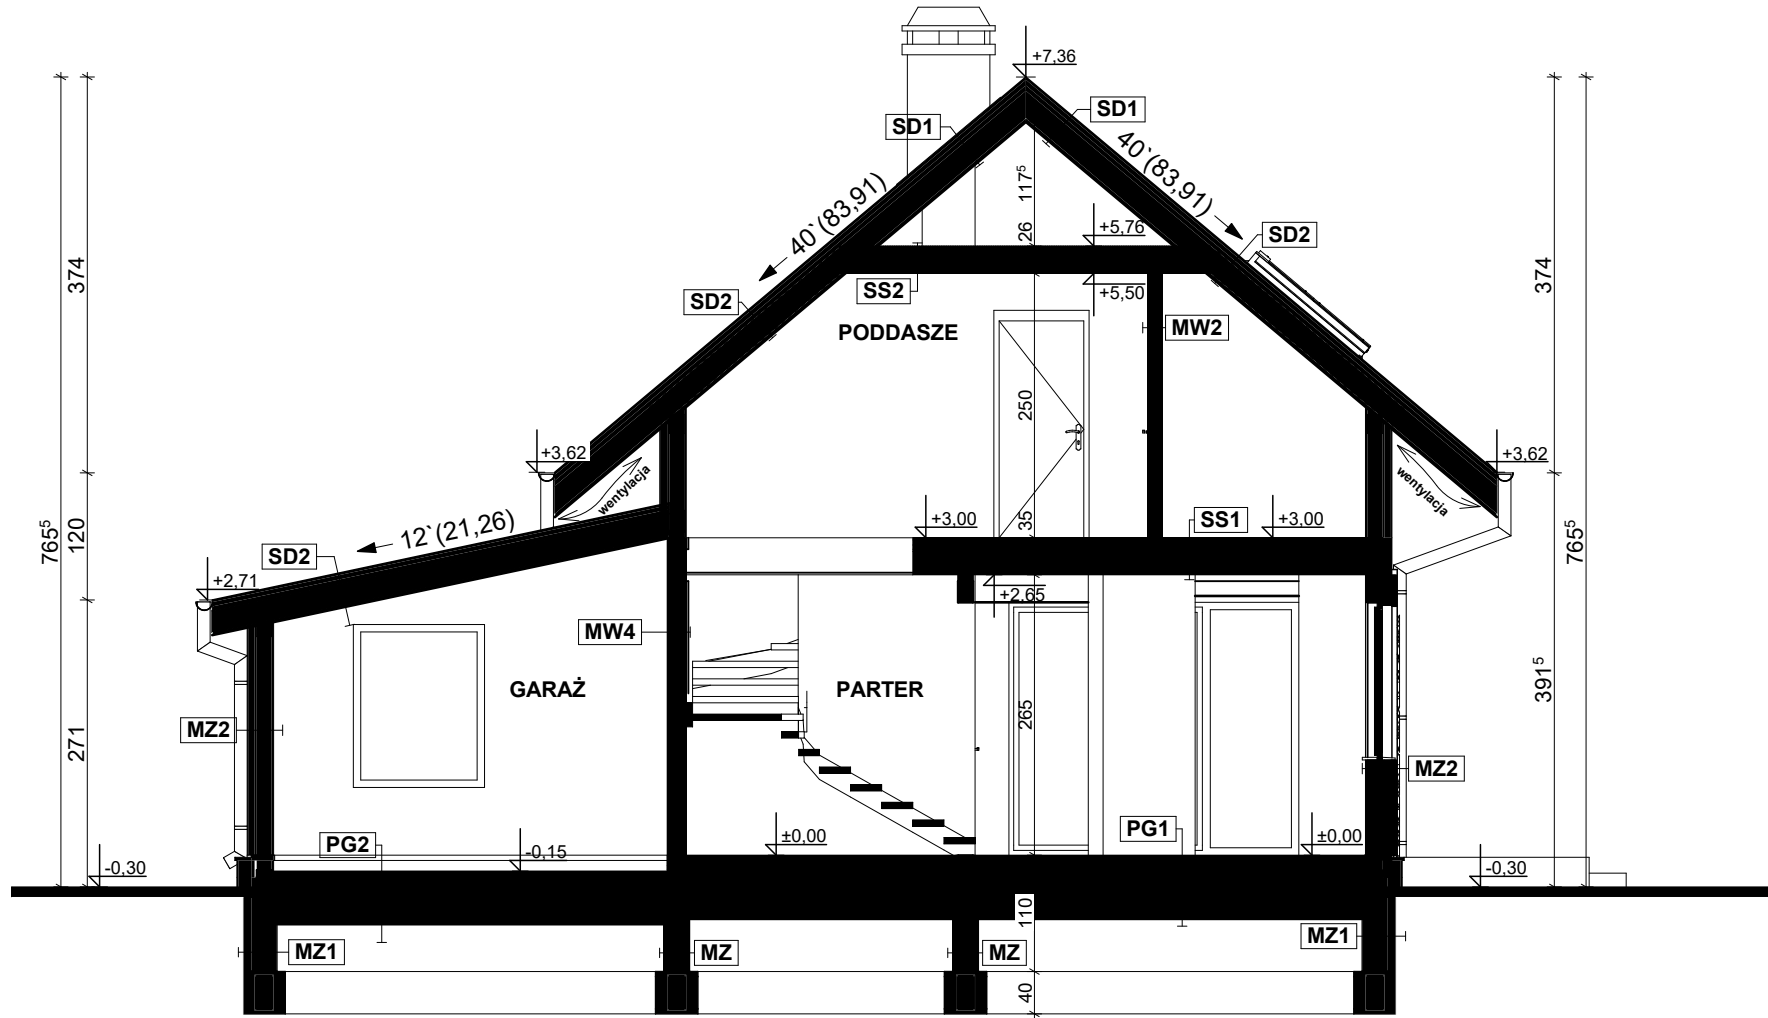 +7,36
SD1
SD1
40`(83,91)
40`(83,91)
117⁵
26
+5,76
SD2
SD2
SS2
+5,50
PODDASZE
MW2
374
374
250
+3,62
+3,62
wentylacja
wentylacja
12`(21,26)
+3,00
35
SS1
+3,00
765⁵
120
765⁵
SD2
+2,71
+2,65
MW4
GARAŻ
PARTER
391⁵
265
271
MZ2
MZ2
PG2
-0,15
±0,00
PG1
±0,00
-0,30
-0,30
110
MZ1
MZ
MZ
MZ1
40